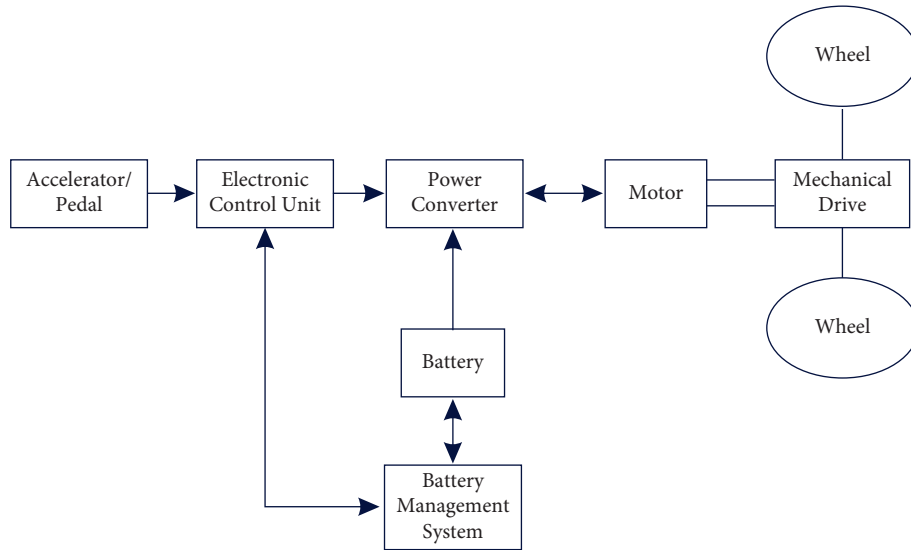 Wheel
Accelerator/
Pedal
Electronic
Control Unit
Power
Converter
Motor
Mechanical
Drive
Wheel
Battery
Battery
Management
System